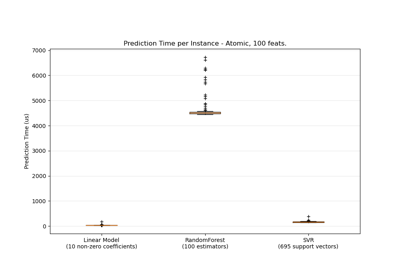 Prediction Time per Instance - Atomic, 100 feats.
7000
6000
5000
4000
3000
2000
1000
0
Prediction Time (us)
Linear Model
(10 non-zero coefficients)
RandomForest
(100 estimators)
SVR
(695 support vectors)